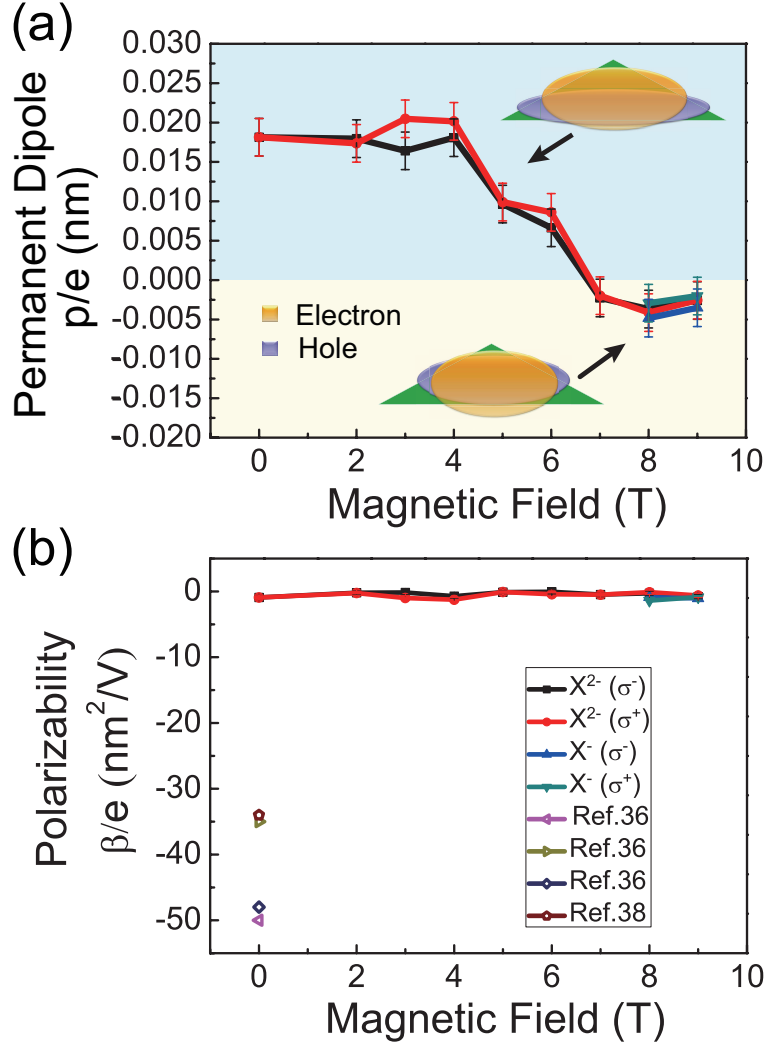 (a)
Permanent Dipole
p/e (nm)
0.030
0.020
0.015
0.010
0.005
0.000
-0.005
-0.010
-0.015
-0.020
Electron
Hole
0 2 4 6 8 10
Magnetic Field (T)
(b)
Polarizability
β/e (nm²/V)
0
-10
-20
-30
-40
-50
X²⁻ (σ⁻)
X²⁻ (σ⁺)
X⁻ (σ⁻)
X⁻ (σ⁺)
Ref.36
Ref.36
Ref.36
Ref.38
0 2 4 6 8 10
Magnetic Field (T)